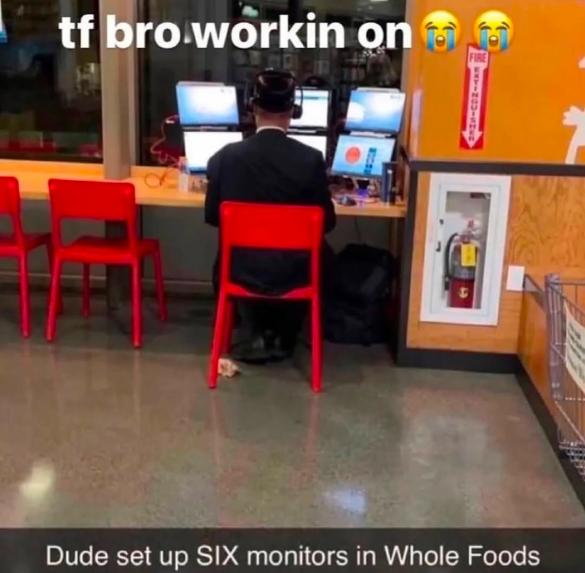 tf bro workin on 😭 😭
FIRE EXTINGUISHER
Dude set up SIX monitors in Whole Foods